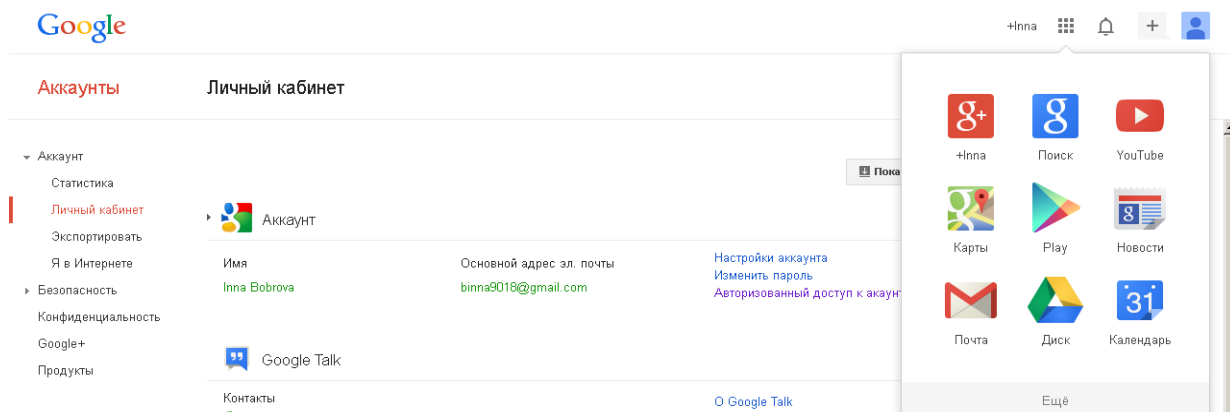 Google
+Inna
Аккаунты
Личный кабинет
Аккаунт
Статистика
Личный кабинет
Экспортировать
Я в Интернете
Безопасность
Конфиденциальность
Google+
Продукты
Пока
Аккаунт
Имя
Основной адрес эл. почты
Inna Bobrova
binna9018@gmail.com
Настройки аккаунта
Изменить пароль
Авторизованный доступ к акаун
Google Talk
Контакты
О Google Talk
+Inna
Поиск
YouTube
Карты
Play
Новости
31
Почта
Диск
Календарь
Ещё